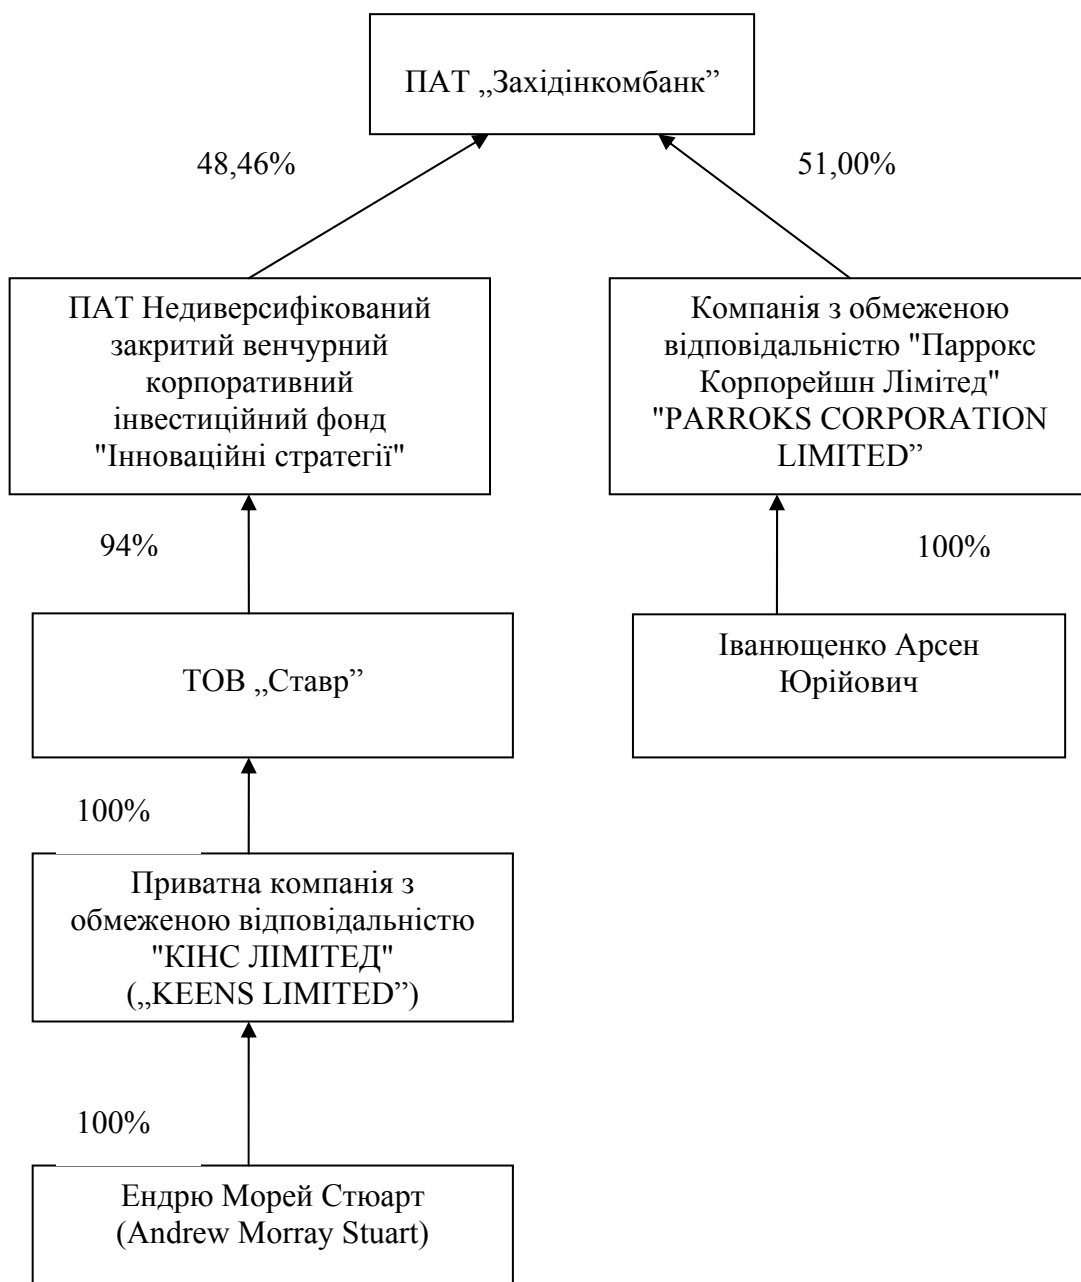 ПАТ „Західінкомбанк”
48,46%
51,00%
ПАТ Недиверсифікований
закритий венчурний
корпоративний
інвестиційний фонд
"Інноваційні стратегії"
Компанія з обмеженою
відповідальністю "Паррокс
Корпорейшн Лімітед"
"PARROKS CORPORATION
LIMITED”
94%
100%
ТОВ „Ставр”
Іванющенко Арсен
Юрійович
100%
Приватна компанія з
обмеженою відповідальністю
"КІНС ЛІМІТЕД"
(„KEENS LIMITED”)
100%
Ендрю Морей Стюарт
(Andrew Morray Stuart)